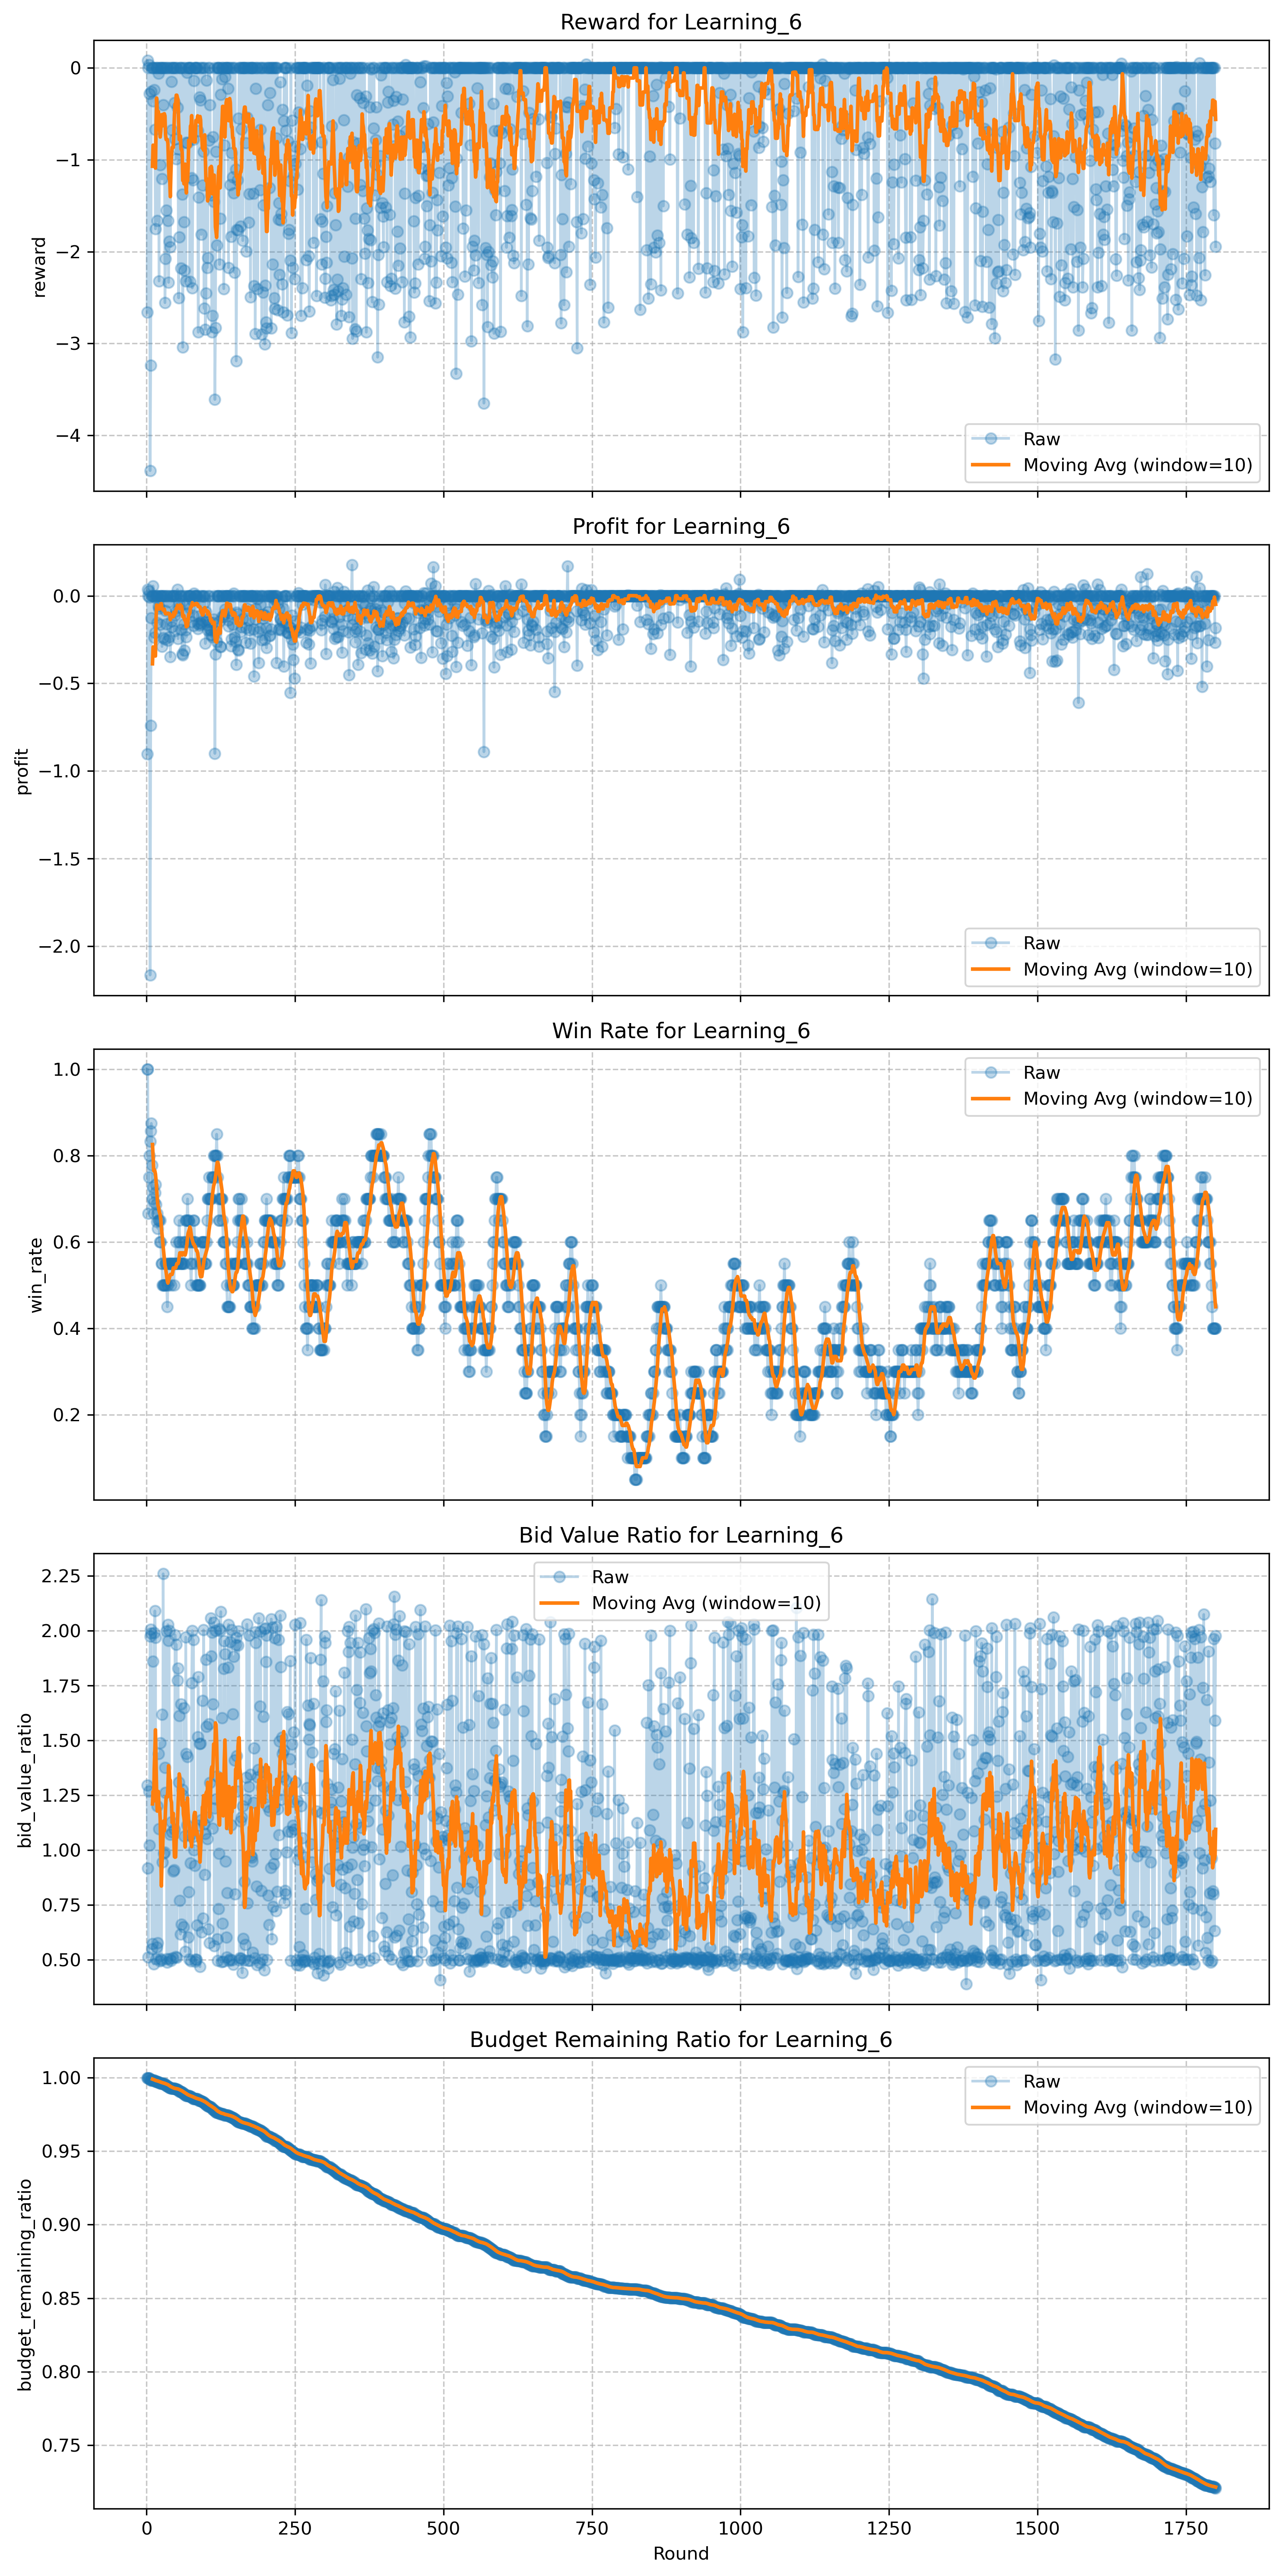 Reward for Learning_6
0
−1
−2
−3
−4
reward
Raw
Moving Avg (window=10)
Profit for Learning_6
0.0
−0.5
−1.0
−1.5
−2.0
profit
Raw
Moving Avg (window=10)
Win Rate for Learning_6
1.0
0.8
0.6
0.4
0.2
win_rate
Raw
Moving Avg (window=10)
Bid Value Ratio for Learning_6
2.25
2.00
1.75
1.50
1.25
1.00
0.75
0.50
bid_value_ratio
Raw
Moving Avg (window=10)
Budget Remaining Ratio for Learning_6
1.00
0.95
0.90
0.85
0.80
0.75
budget_remaining_ratio
Raw
Moving Avg (window=10)
0 250 500 750 1000 1250 1500 1750
Round